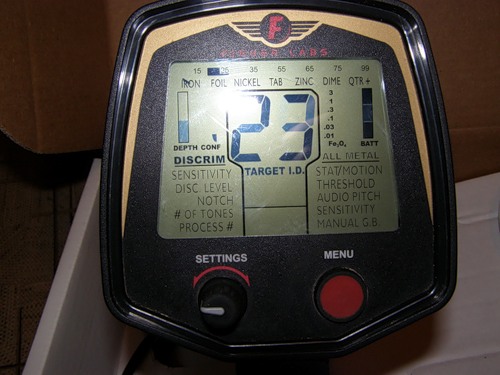 F
FISHER LABS
15 25 35 55 65 75 99
IRON FOIL NICKEL TAB ZINC DIME QTR+
3
1
.3
.1
.03
.01
23
DEPTH CONF
Fe₃O₄
BATT
DISCRIM
TARGET I.D.
ALL METAL
SENSITIVITY
STAT/MOTION
DISC. LEVEL
THRESHOLD
NOTCH
AUDIO PITCH
# OF TONES
SENSITIVITY
PROCESS #
MANUAL G.B.
SETTINGS
MENU